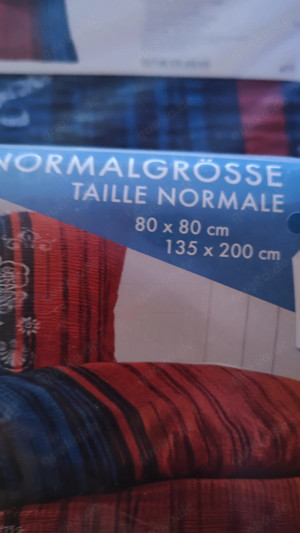 NORMALGRÖSSE
TAILLE NORMALE
80 x 80 cm
135 x 200 cm